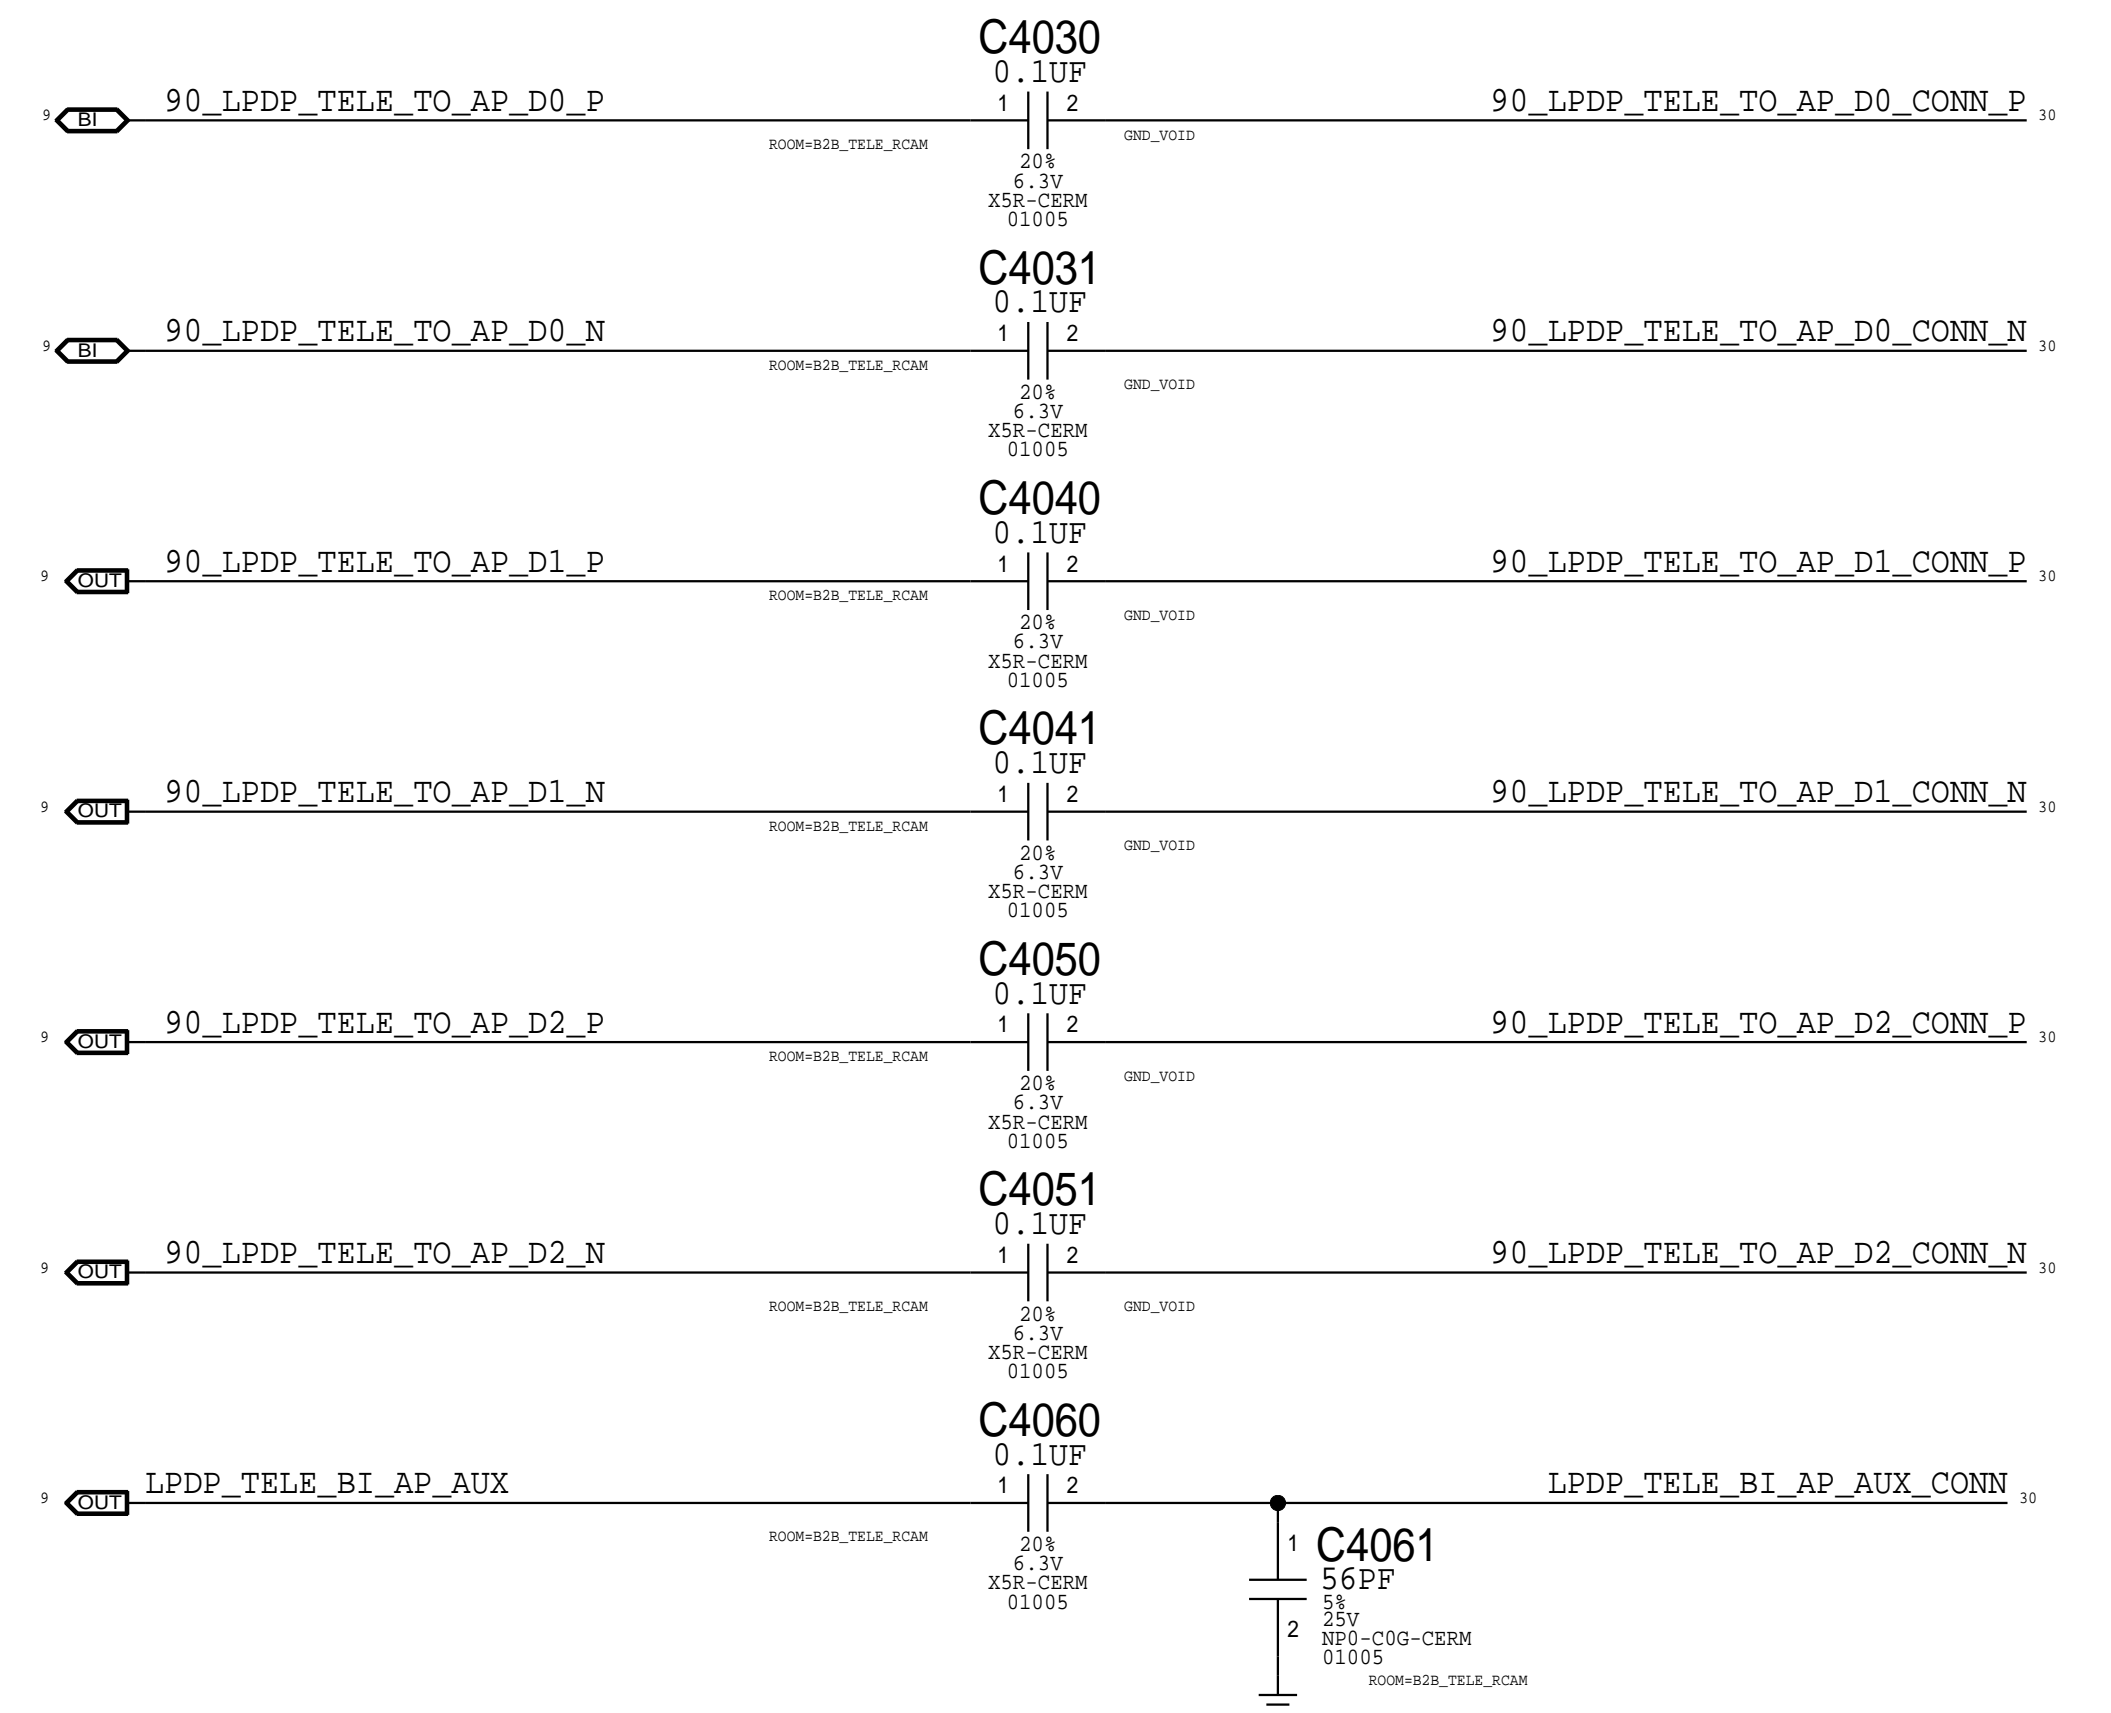 C4030
0.1UF
9 BI 90_LPDP_TELE_TO_AP_D0_P 1 2 90_LPDP_TELE_TO_AP_D0_CONN_P 30
ROOM=B2B_TELE_RCAM GND_VOID
20%
6.3V
X5R-CERM
01005
C4031
0.1UF
9 BI 90_LPDP_TELE_TO_AP_D0_N 1 2 90_LPDP_TELE_TO_AP_D0_CONN_N 30
ROOM=B2B_TELE_RCAM GND_VOID
20%
6.3V
X5R-CERM
01005
C4040
0.1UF
9 OUT 90_LPDP_TELE_TO_AP_D1_P 1 2 90_LPDP_TELE_TO_AP_D1_CONN_P 30
ROOM=B2B_TELE_RCAM GND_VOID
20%
6.3V
X5R-CERM
01005
C4041
0.1UF
9 OUT 90_LPDP_TELE_TO_AP_D1_N 1 2 90_LPDP_TELE_TO_AP_D1_CONN_N 30
ROOM=B2B_TELE_RCAM GND_VOID
20%
6.3V
X5R-CERM
01005
C4050
0.1UF
9 OUT 90_LPDP_TELE_TO_AP_D2_P 1 2 90_LPDP_TELE_TO_AP_D2_CONN_P 30
ROOM=B2B_TELE_RCAM GND_VOID
20%
6.3V
X5R-CERM
01005
C4051
0.1UF
9 OUT 90_LPDP_TELE_TO_AP_D2_N 1 2 90_LPDP_TELE_TO_AP_D2_CONN_N 30
ROOM=B2B_TELE_RCAM GND_VOID
20%
6.3V
X5R-CERM
01005
C4060
0.1UF
9 OUT LPDP_TELE_BI_AP_AUX 1 2 LPDP_TELE_BI_AP_AUX_CONN 30
ROOM=B2B_TELE_RCAM
20%
6.3V
X5R-CERM
01005
1 C4061
56PF
5%
25V
2 NP0-C0G-CERM
01005
ROOM=B2B_TELE_RCAM